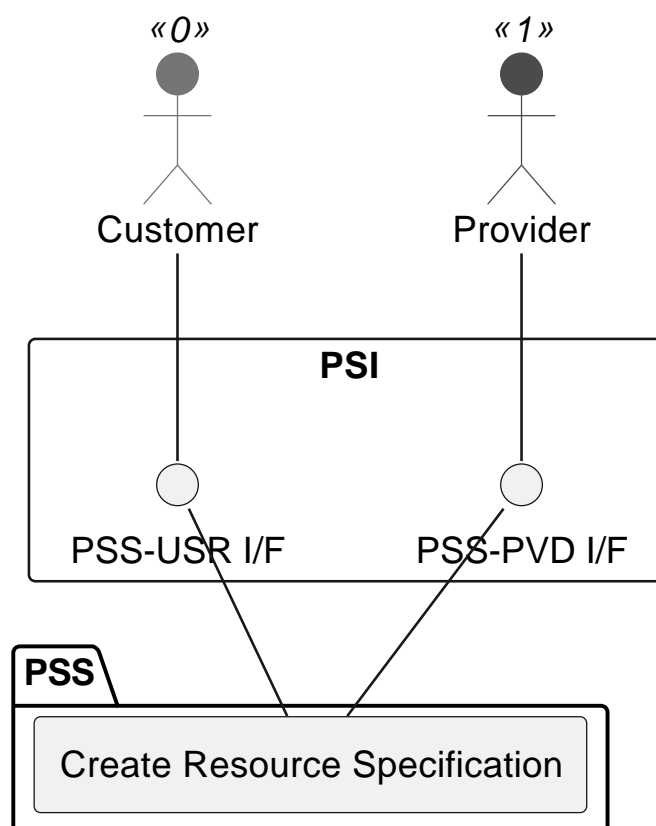 «0»
«1»
Customer
Provider
PSI
PSS-USR I/F
PSS-PVD I/F
PSS
Create Resource Specification